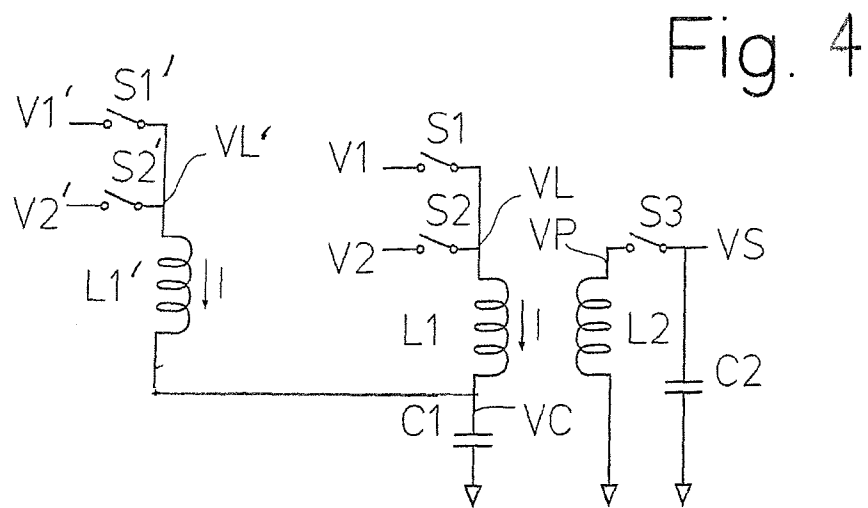 Fig. 4
S1'
V1'
S2'
VL'
V2'
L1'
I
S1
V1
VL
S2
S3
V2
VP
VS
L1
I
L2
C2
C1
VC